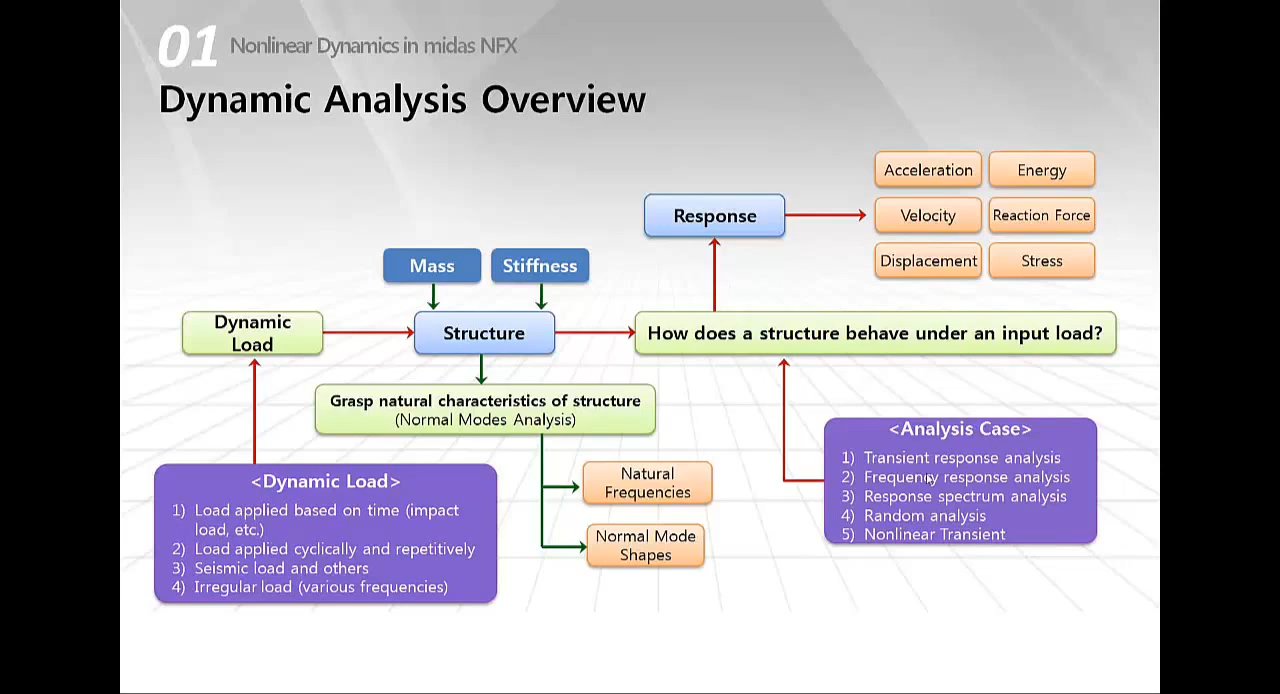 01 Nonlinear Dynamics in midas NFX
Dynamic Analysis Overview
Acceleration
Energy
Response
Velocity
Reaction Force
Displacement
Stress
Mass
Stiffness
Dynamic
Load
Structure
How does a structure behave under an input load?
Grasp natural characteristics of structure
(Normal Modes Analysis)
Natural
Frequencies
Normal Mode
Shapes
<Dynamic Load>
1) Load applied based on time (impact
load, etc.)
2) Load applied cyclically and repetitively
3) Seismic load and others
4) Irregular load (various frequencies)
<Analysis Case>
1) Transient response analysis
2) Frequency response analysis
3) Response spectrum analysis
4) Random analysis
5) Nonlinear Transient